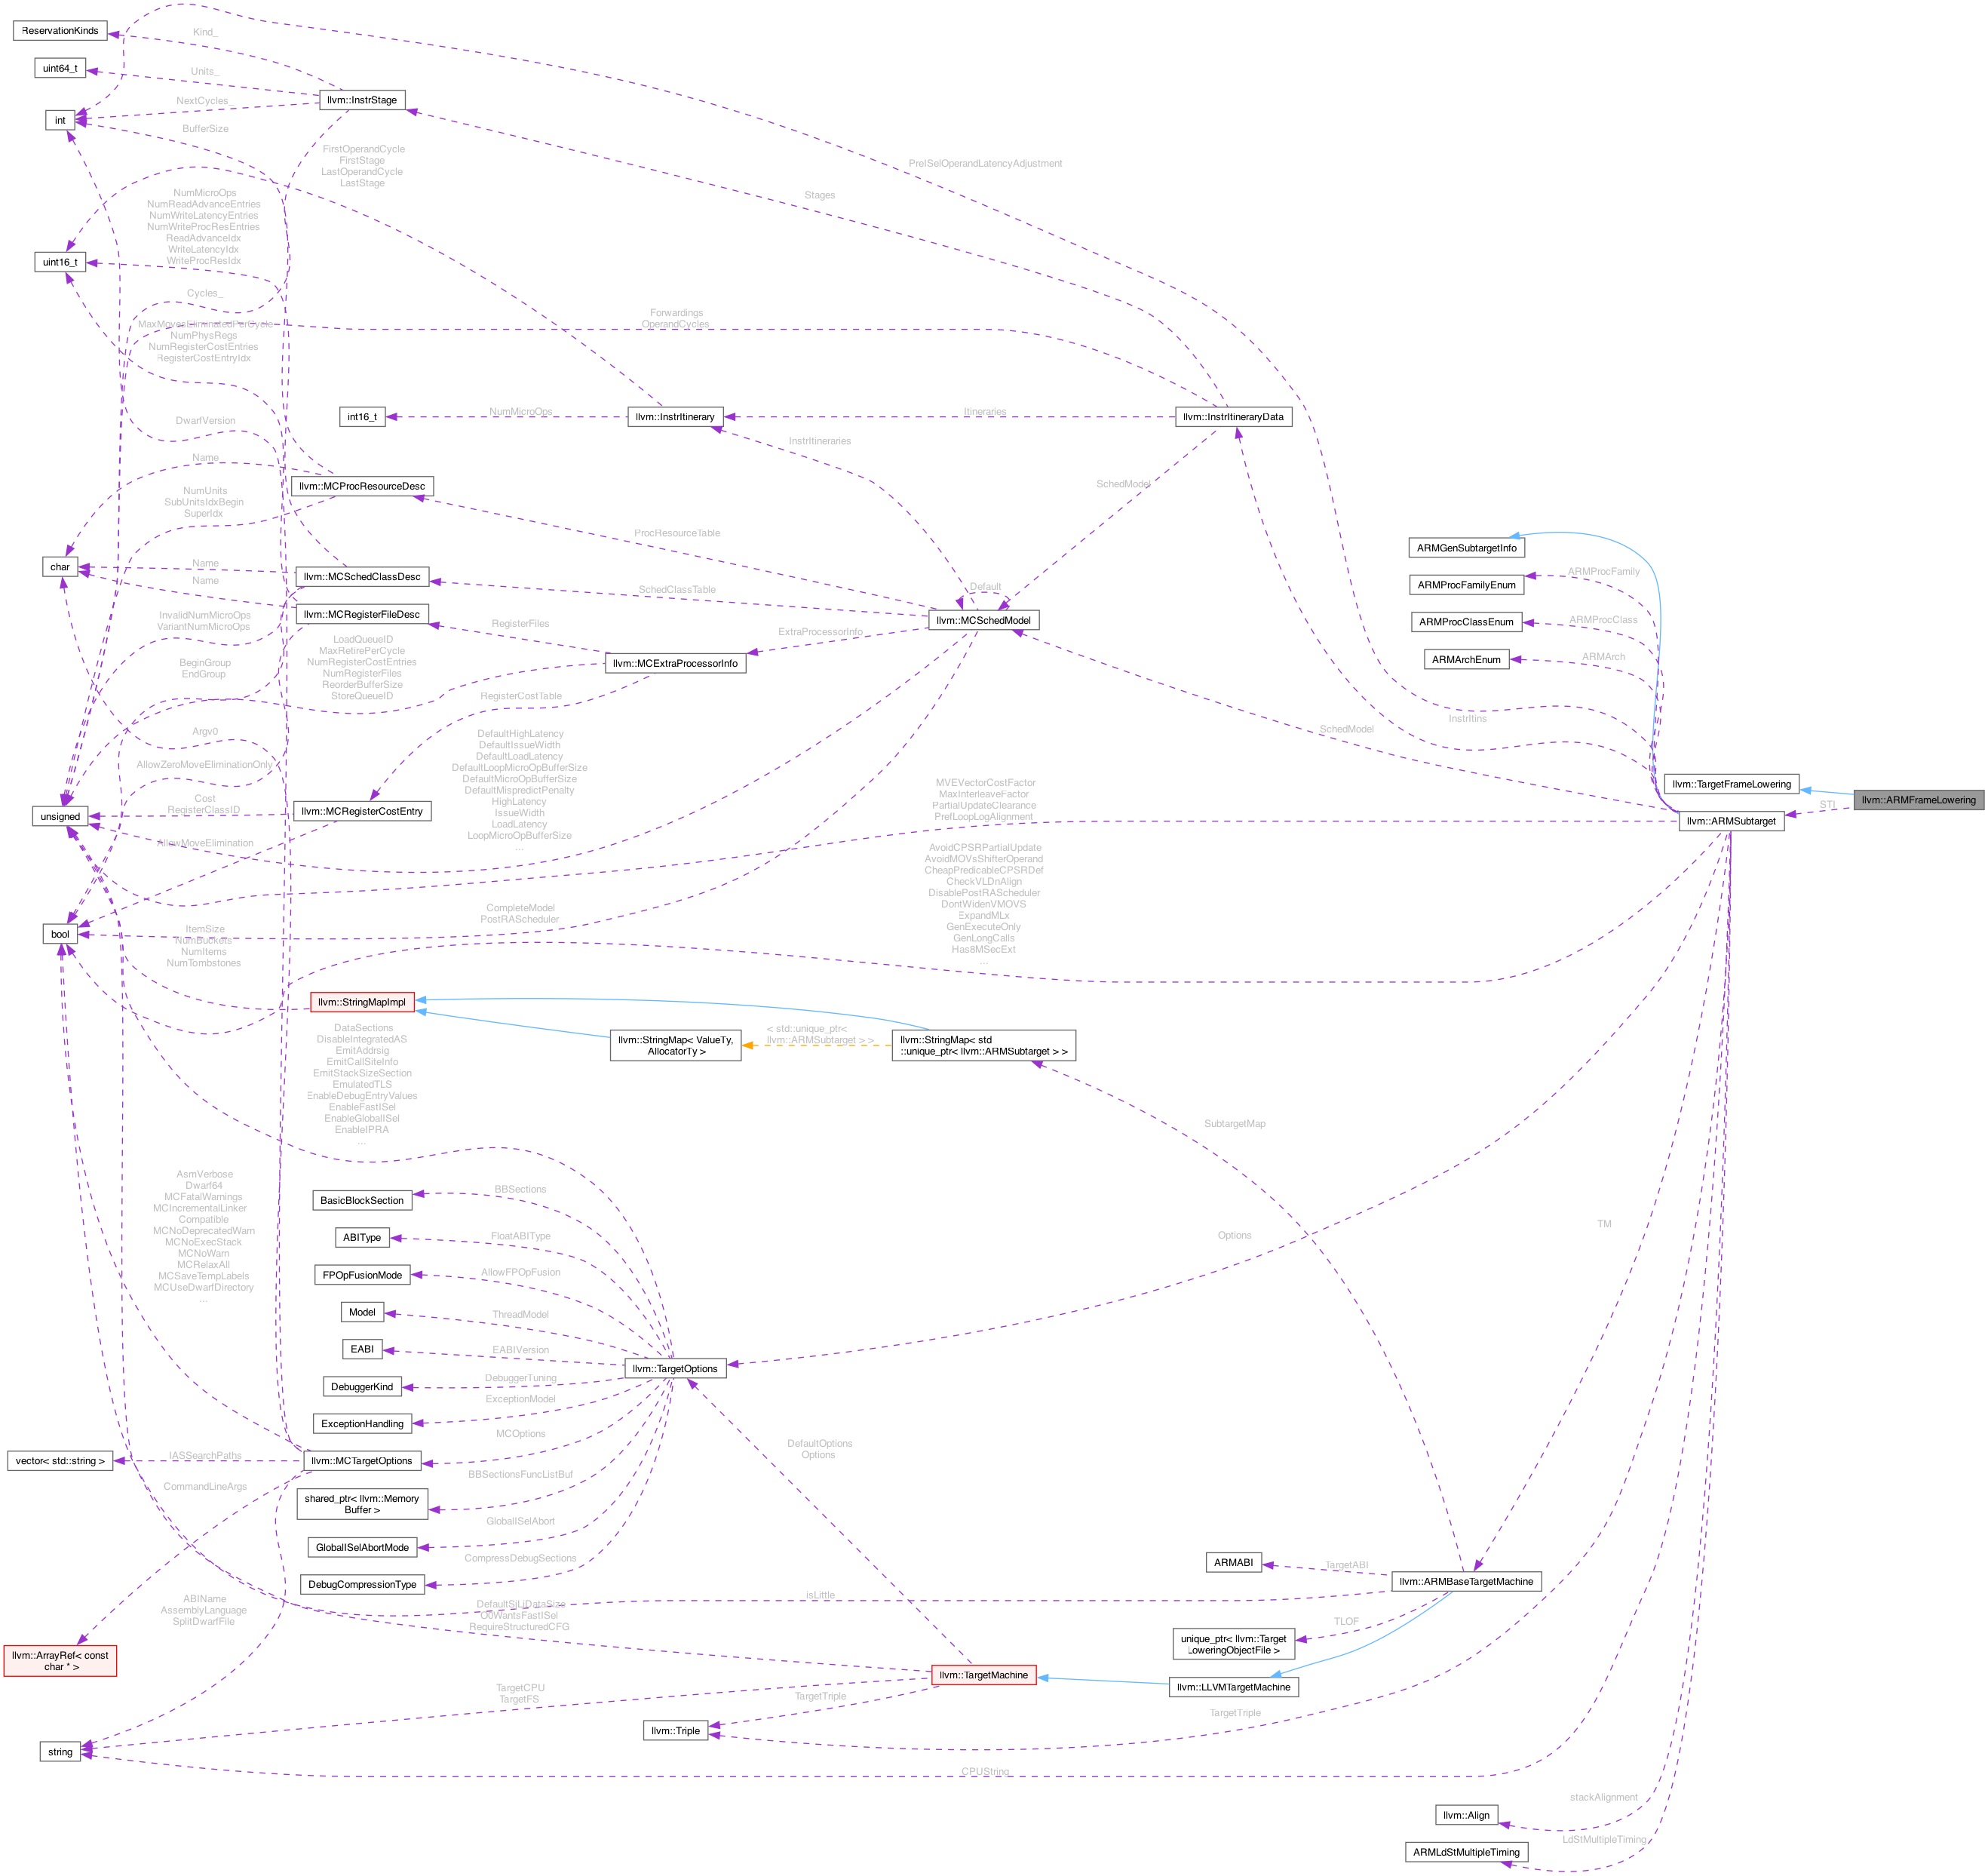 ReservationKinds
Kind_
uint64_t
Units_
llvm::InstrStage
NextCycles_
int
BufferSize
FirstOperandCycle
FirstStage
LastOperandCycle
LastStage
PreISelOperandLatencyAdjustment
Stages
NumMicroOps
NumReadAdvanceEntries
NumWriteLatencyEntries
NumWriteProcResEntries
ReadAdvanceIdx
WriteLatencyIdx
WriteProcResIdx
uint16_t
Cycles_
Forwardings
OperandCycles
MaxMovesEliminatedPerCycle
NumPhysRegs
NumRegisterCostEntries
RegisterCostEntryIdx
int16_t
NumMicroOps
llvm::InstrItinerary
Itineraries
llvm::InstrItineraryData
DwarfVersion
InstrItineraries
Name
llvm::MCProcResourceDesc
SchedModel
NumUnits
SubUnitsIdxBegin
SuperIdx
ProcResourceTable
ARMGenSubtargetInfo
char
Name
llvm::MCSchedClassDesc
Name
SchedClassTable
Default
ARMProcFamily
ARMProcFamilyEnum
InvalidNumMicroOps
VariantNumMicroOps
llvm::MCRegisterFileDesc
RegisterFiles
llvm::MCSchedModel
ARMProcClassEnum
ARMProcClass
ExtraProcessorInfo
ARMArchEnum
ARMArch
BeginGroup
EndGroup
LoadQueueID
MaxRetirePerCycle
NumRegisterCostEntries
NumRegisterFiles
ReorderBufferSize
StoreQueueID
llvm::MCExtraProcessorInfo
RegisterCostTable
InstrItins
SchedModel
Argv0
AllowZeroMoveEliminationOnly
DefaultHighLatency
DefaultIssueWidth
DefaultLoadLatency
DefaultLoopMicroOpBufferSize
DefaultMicroOpBufferSize
DefaultMispredictPenalty
HighLatency
IssueWidth
LoadLatency
LoopMicroOpBufferSize
...
MVEVectorCostFactor
MaxInterleaveFactor
PartialUpdateClearance
PrefLoopLogAlignment
llvm::TargetFrameLowering
llvm::ARMFrameLowering
STI
llvm::ARMSubtarget
unsigned
Cost
RegisterClassID
llvm::MCRegisterCostEntry
AllowMoveElimination
AvoidCPSRPartialUpdate
AvoidMOVsShifterOperand
CheapPredicableCPSRDef
CheckVLDnAlign
DisablePostRAScheduler
DontWidenVMOVS
ExpandMLx
GenExecuteOnly
GenLongCalls
Has8MSecExt
...
CompleteModel
PostRAScheduler
bool
ItemSize
NumBuckets
NumItems
NumTombstones
llvm::StringMapImpl
llvm::StringMap< ValueTy,
AllocatorTy >
< std::unique_ptr<
llvm::ARMSubtarget > >
llvm::StringMap< std
::unique_ptr< llvm::ARMSubtarget > >
DataSections
DisableIntegratedAS
EmitAddrsig
EmitCallSiteInfo
EmitStackSizeSection
EmulatedTLS
EnableDebugEntryValues
EnableFastISel
EnableGlobalISel
EnableIPRA
...
SubtargetMap
AsmVerbose
Dwarf64
MCFatalWarnings
MCIncrementalLinker
Compatible
MCNoDeprecatedWarn
MCNoExecStack
MCNoWarn
MCRelaxAll
MCSaveTempLabels
MCUseDwarfDirectory
...
BasicBlockSection
BBSections
TM
Options
ABIType
FloatABIType
FPOpFusionMode
AllowFPOpFusion
Model
ThreadModel
EABI
EABIVersion
llvm::TargetOptions
DebuggerKind
DebuggerTuning
ExceptionHandling
ExceptionModel
MCOptions
DefaultOptions
Options
vector< std::string >
IASSearchPaths
llvm::MCTargetOptions
CommandLineArgs
BBSectionsFuncListBuf
shared_ptr< llvm::Memory
Buffer >
GlobalISelAbort
GlobalISelAbortMode
CompressDebugSections
DebugCompressionType
ARMABI
TargetABI
llvm::ARMBaseTargetMachine
isLittle
ABIName
AssemblyLanguage
SplitDwarfFile
DefaultSjLjDataSize
O0WantsFastISel
RequireStructuredCFG
TLOF
unique_ptr< llvm::Target
LoweringObjectFile >
llvm::ArrayRef< const
char * >
llvm::TargetMachine
llvm::LLVMTargetMachine
TargetCPU
TargetFS
TargetTriple
llvm::Triple
TargetTriple
string
CPUString
stackAlignment
llvm::Align
LdStMultipleTiming
ARMLdStMultipleTiming